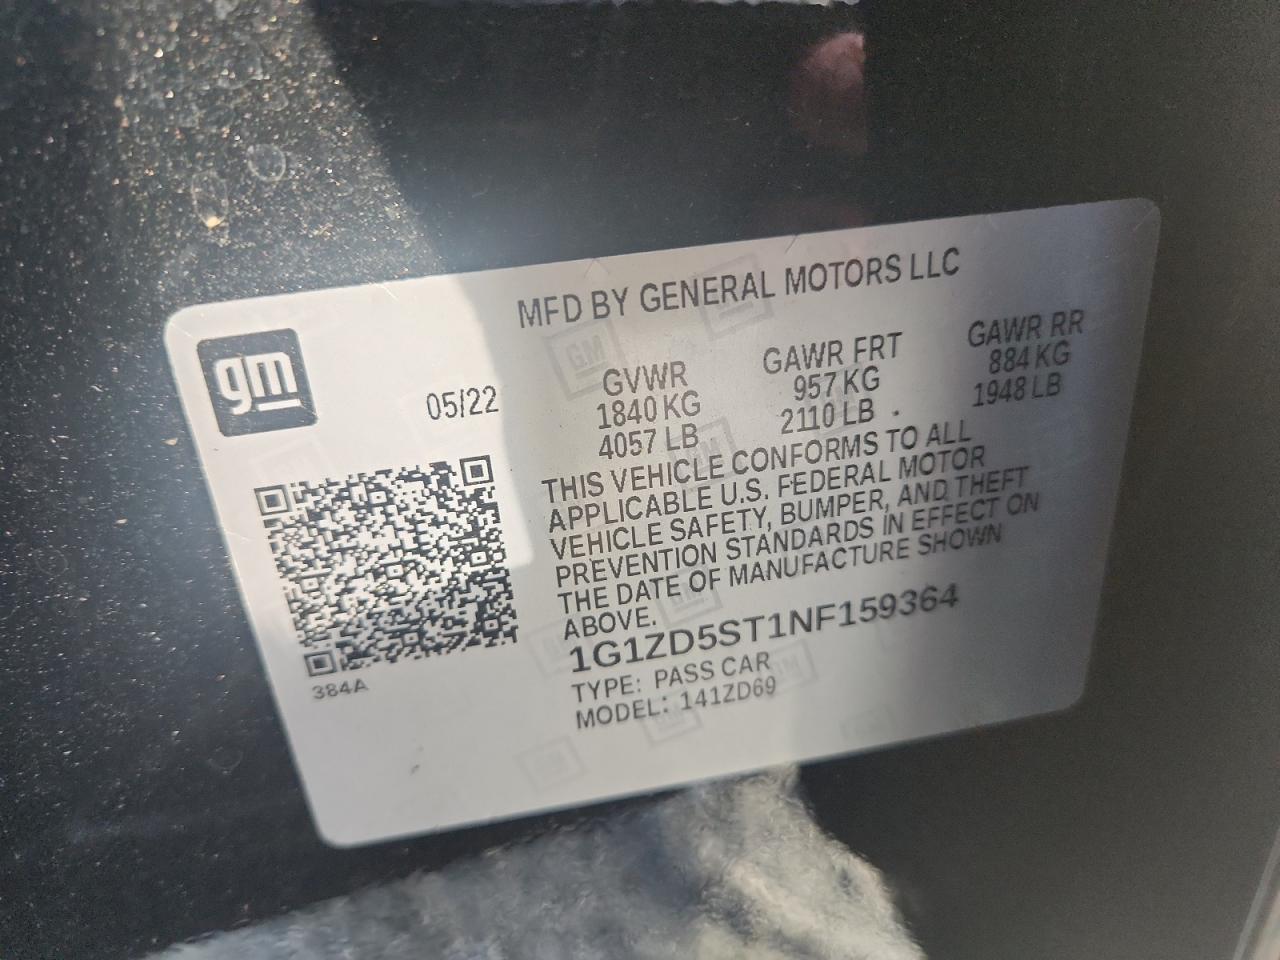 MFD BY GENERAL MOTORS LLC
gm
05/22
GVWR GAWR FRT GAWR RR
1840 KG 957 KG 884 KG
4057 LB 2110 LB . 1948 LB
THIS VEHICLE CONFORMS TO ALL
APPLICABLE U.S. FEDERAL MOTOR
VEHICLE SAFETY, BUMPER, AND THEFT
PREVENTION STANDARDS IN EFFECT ON
THE DATE OF MANUFACTURE SHOWN
ABOVE.
1G1ZD5ST1NF159364
TYPE: PASS CAR
MODEL: 141ZD69
384A